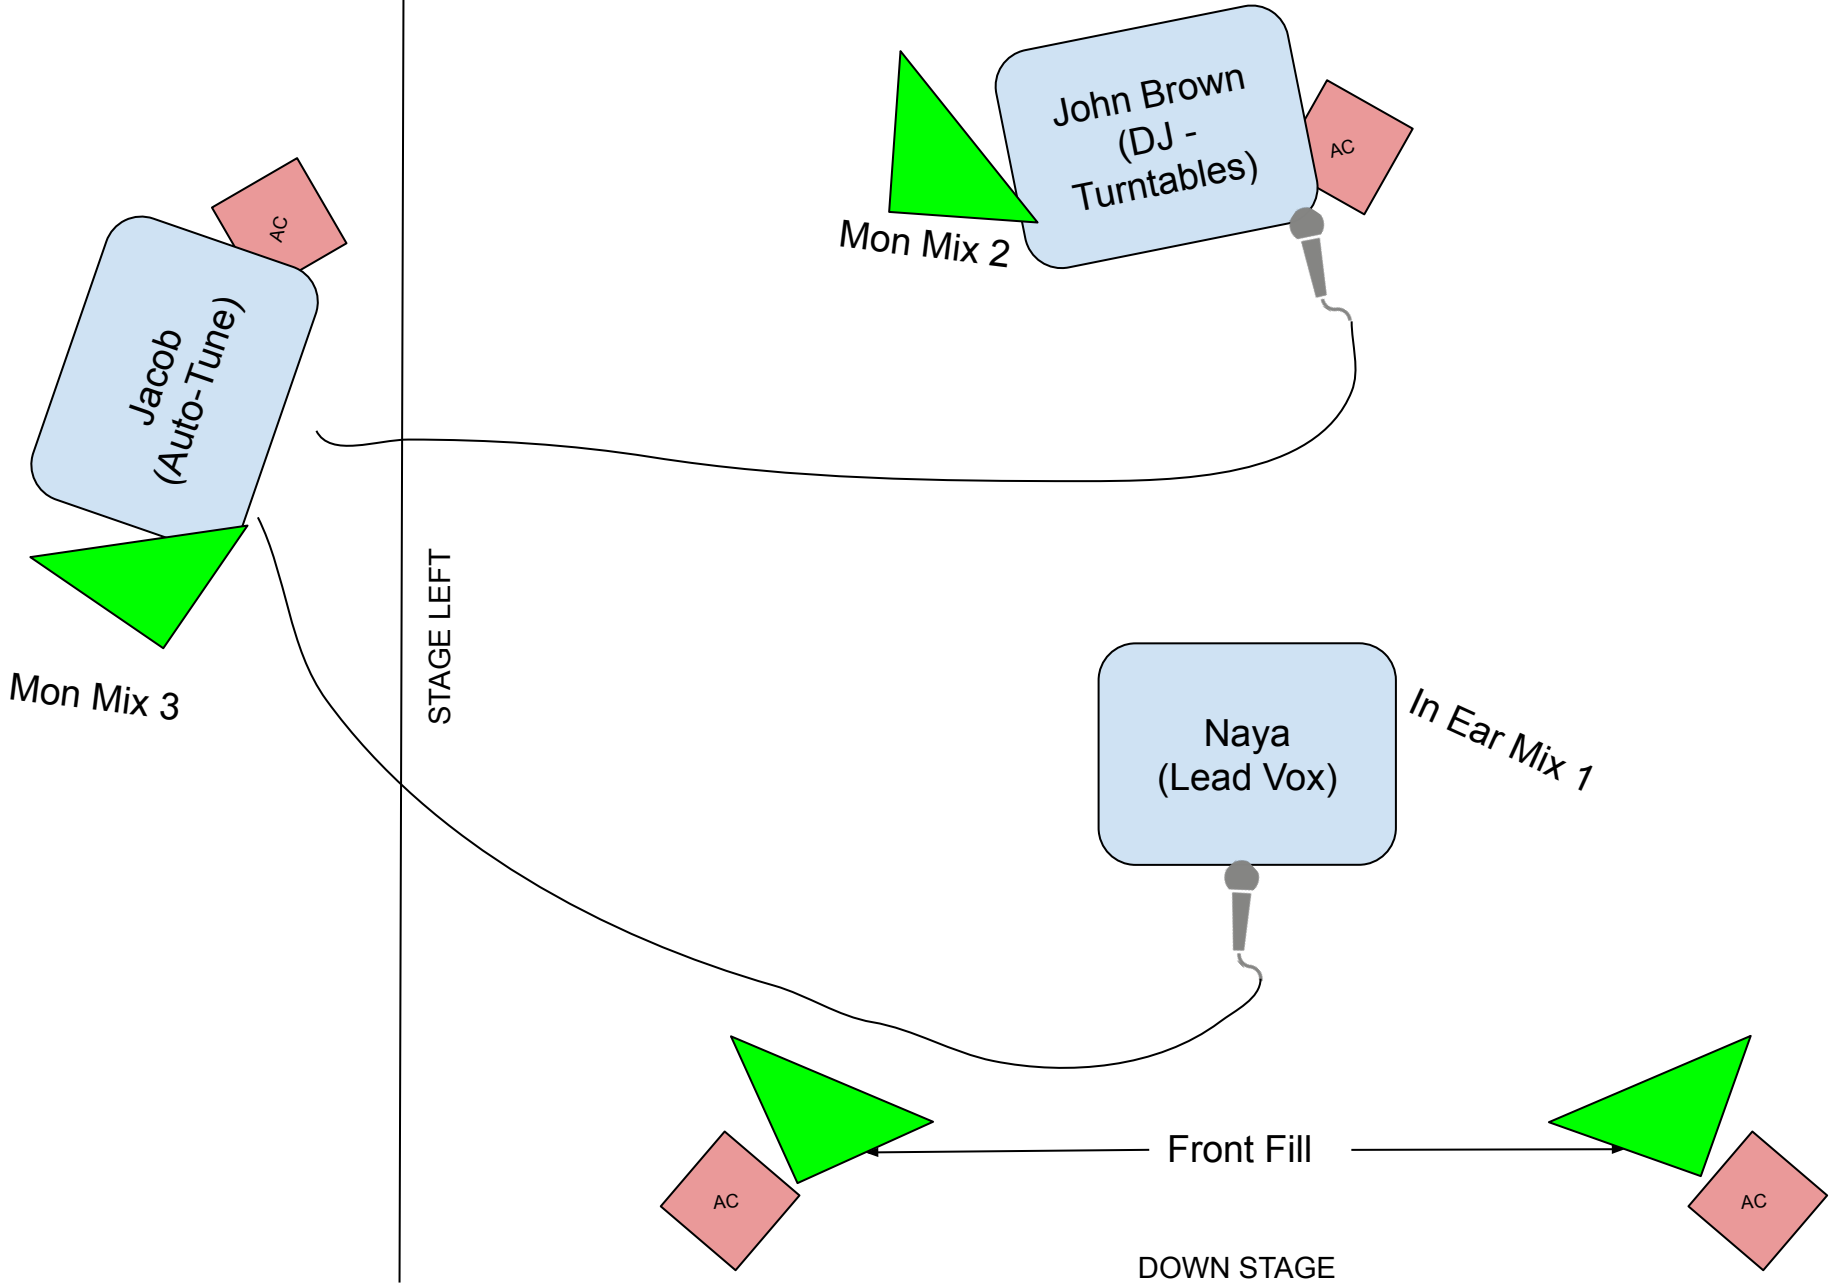 John Brown
(DJ -
Turntables)
AC
Mon Mix 2
AC
Jacob
(Auto-Tune)
Mon Mix 3
STAGE LEFT
Naya
(Lead Vox)
In Ear Mix 1
Front Fill
AC
AC
DOWN STAGE